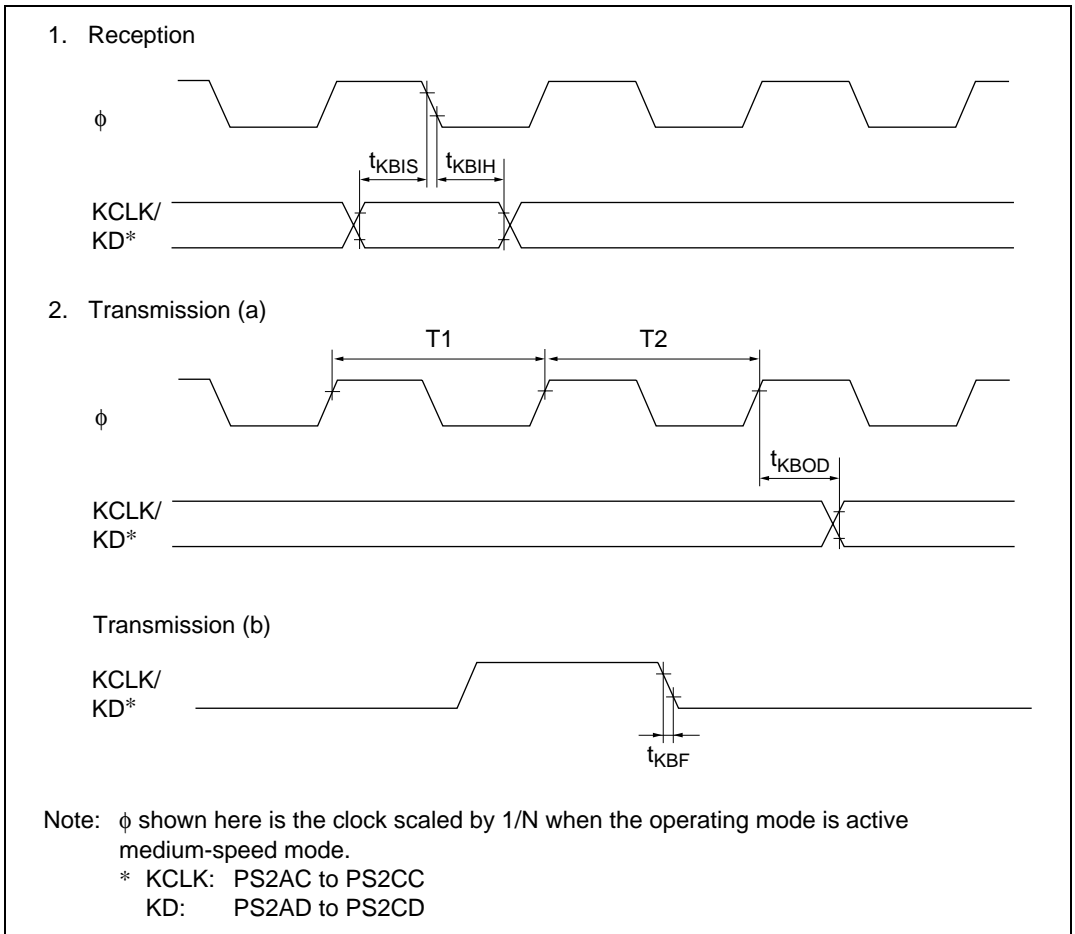 1. Reception
ϕ
tKBIS tKBIH
KCLK/
KD*
2. Transmission (a)
T1 T2
ϕ
tKBOD
KCLK/
KD*
Transmission (b)
KCLK/
KD*
tKBF
Note: ϕ shown here is the clock scaled by 1/N when the operating mode is active
medium-speed mode.
* KCLK: PS2AC to PS2CC
KD: PS2AD to PS2CD